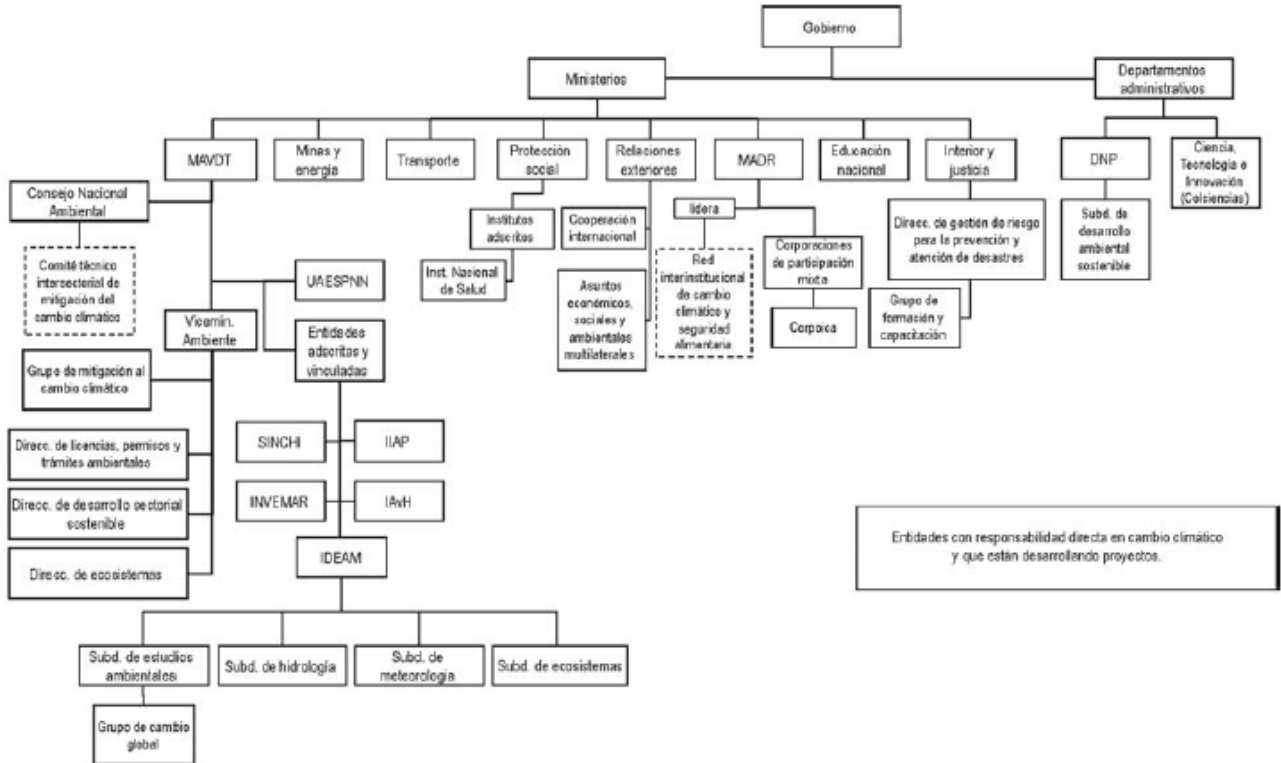 Gobierno
Ministerios
Departamentos
administrativos
MAVDT
Minas y
energía
Transporte
Protección
social
Relaciones
exteriores
MADR
Educación
nacional
Interior y
justicia
DNP
Ciencia,
Tecnología e
Innovación
(Colciencias)
Consejo Nacional
Ambiental
Institutos
adscritos
Cooperación
internacional
lidera
Direcc. de gestión de riesgo
para la prevención y
atención de desastres
Subd. de
desarrollo
ambiental
sostenible
Comité técnico
intersectorial de
mitigación del
cambio climático
UAESPNN
Inst. Nacional
de Salud
Asuntos
económicos,
sociales y
ambientales
multilaterales
Red
interinstitucional
de cambio
climático y
seguridad
alimentaria
Corporaciones
de participación
mixta
Corpoica
Grupo de
formación y
capacitación
Vicemin.
Ambiente
Entidades
adscritas y
vinculadas
Grupo de mitigación al
cambio climático
SINCHI
IIAP
Direcc. de licencias, permisos y
trámites ambientales
INVEMAR
IAvH
Direcc. de desarrollo sectorial
sostenible
IDEAM
Direcc. de ecosistemas
Entidades con responsabilidad directa en cambio climático
y que están desarrollando proyectos.
Subd. de estudios
ambientales
Subd. de hidrología
Subd. de
meteorología
Subd. de ecosistemas
Grupo de cambio
global